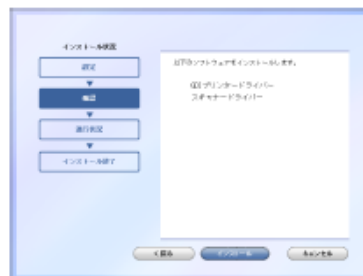 インストール状況
設定
確認
進行状況
インストール終了
以下のソフトウェアをインストールします。
GDIプリンタードライバー
スキャナードライバー
<戻る
インストール
キャンセル